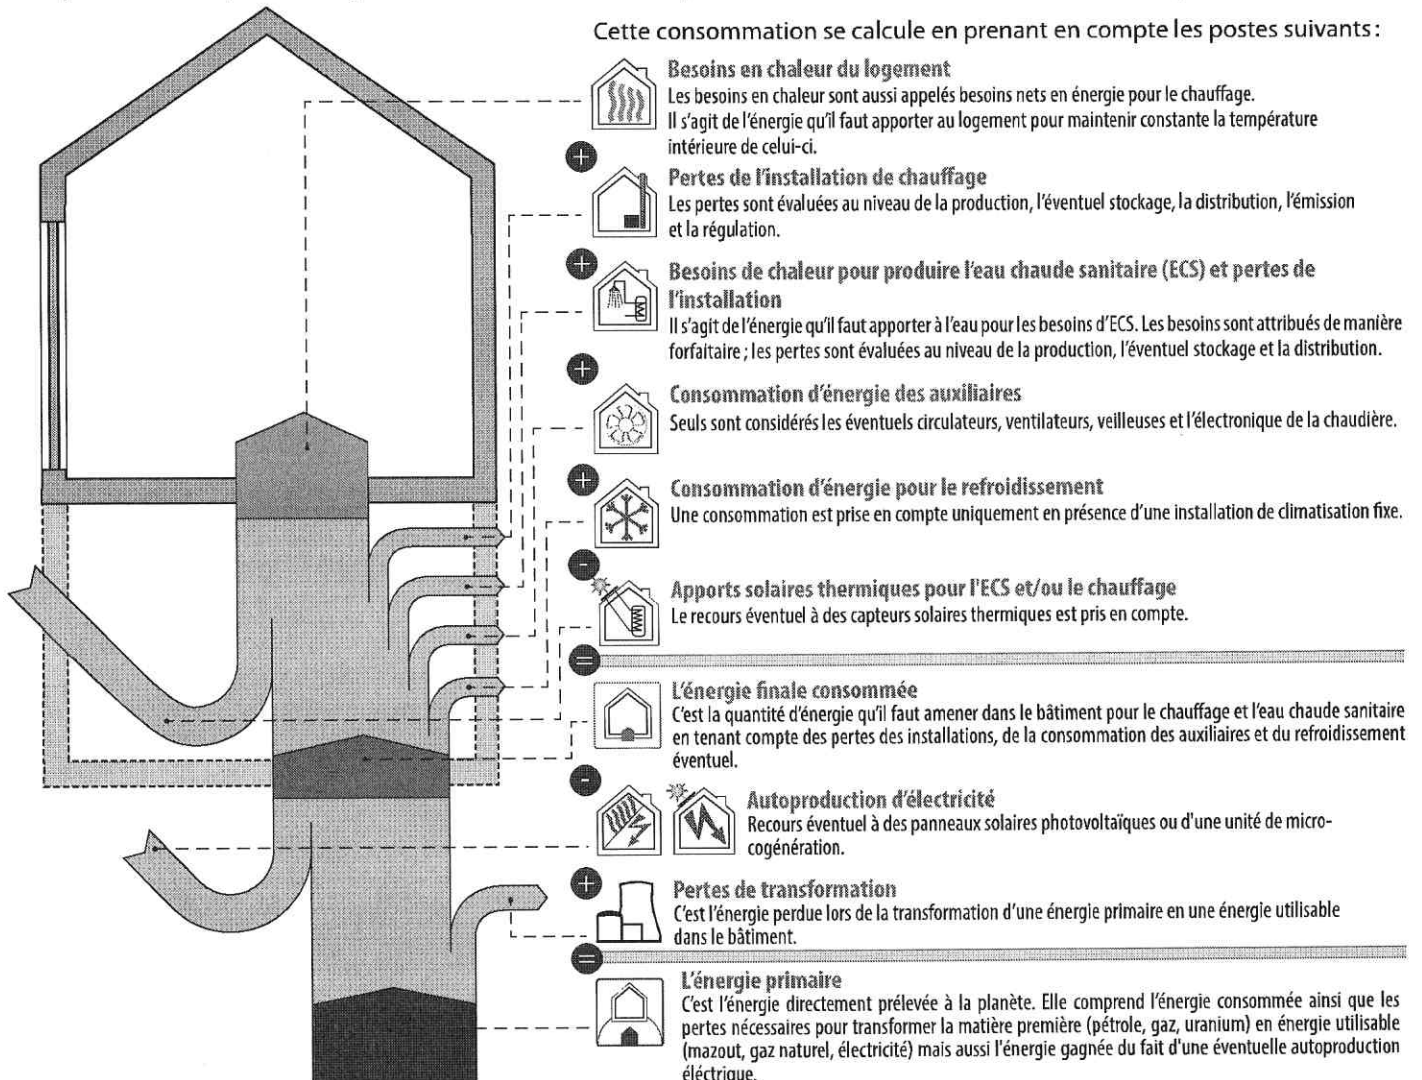 Cette consommation se calcule en prenant en compte les postes suivants :
Besoins en chaleur du logement
Les besoins en chaleur sont aussi appelés besoins nets en énergie pour le chauffage.
Il s'agit de l'énergie qu'il faut apporter au logement pour maintenir constante la température
intérieure de celui-ci.
+
Pertes de l'installation de chauffage
Les pertes sont évaluées au niveau de la production, l'éventuel stockage, la distribution, l'émission
et la régulation.
+
Besoins de chaleur pour produire l'eau chaude sanitaire (ECS) et pertes de
l'installation
Il s'agit de l'énergie qu'il faut apporter à l'eau pour les besoins d'ECS. Les besoins sont attribués de manière
forfaitaire ; les pertes sont évaluées au niveau de la production, l'éventuel stockage et la distribution.
+
Consommation d'énergie des auxiliaires
Seuls sont considérés les éventuels circulateurs, ventilateurs, veilleuses et l'électronique de la chaudière.
+
Consommation d'énergie pour le refroidissement
Une consommation est prise en compte uniquement en présence d'une installation de climatisation fixe.
-
Apports solaires thermiques pour l'ECS et/ou le chauffage
Le recours éventuel à des capteurs solaires thermiques est pris en compte.
=
L'énergie finale consommée
C'est la quantité d'énergie qu'il faut amener dans le bâtiment pour le chauffage et l'eau chaude sanitaire
en tenant compte des pertes des installations, de la consommation des auxiliaires et du refroidissement
éventuel.
-
Autoproduction d'électricité
Recours éventuel à des panneaux solaires photovoltaïques ou d'une unité de micro-
cogénération.
+
Pertes de transformation
C'est l'énergie perdue lors de la transformation d'une énergie primaire en une énergie utilisable
dans le bâtiment.
=
L'énergie primaire
C'est l'énergie directement prélevée à la planète. Elle comprend l'énergie consommée ainsi que les
pertes nécessaires pour transformer la matière première (pétrole, gaz, uranium) en énergie utilisable
(mazout, gaz naturel, électricité) mais aussi l'énergie gagnée du fait d'une éventuelle autoproduction
éléctrique.